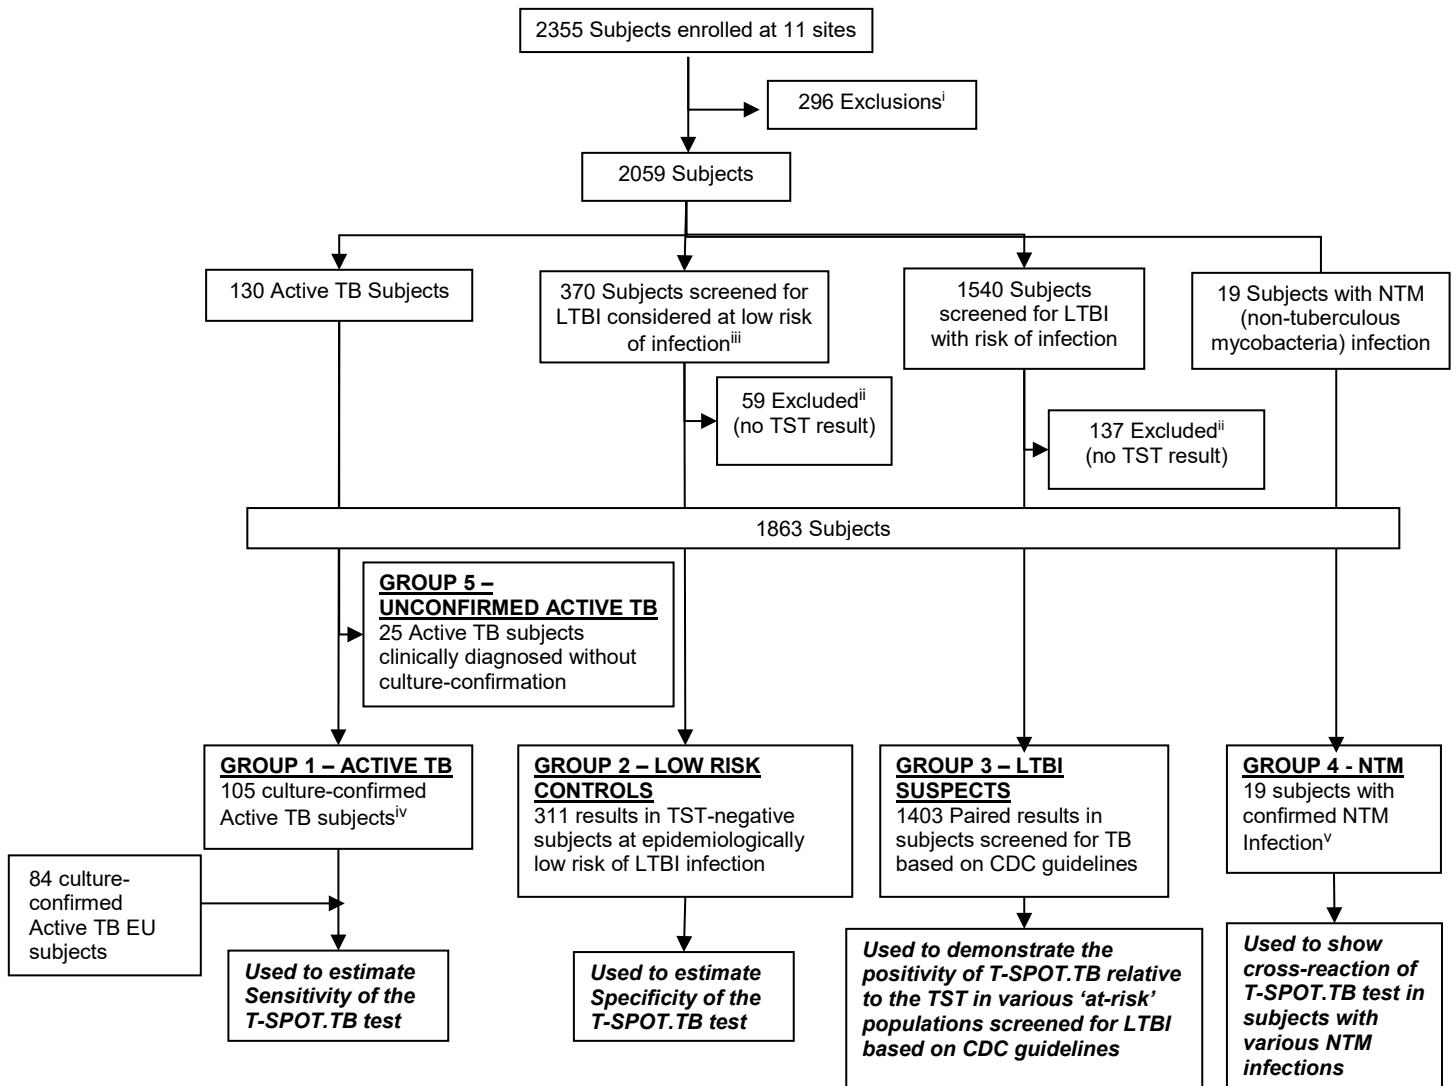 2355 Subjects enrolled at 11 sites
296 Exclusionsⁱ
2059 Subjects
130 Active TB Subjects
370 Subjects screened for
LTBI considered at low risk
of infectionⁱⁱⁱ
1540 Subjects
screened for LTBI
with risk of infection
19 Subjects with NTM
(non-tuberculous
mycobacteria) infection
59 Excludedⁱⁱ
(no TST result)
137 Excludedⁱⁱ
(no TST result)
1863 Subjects
GROUP 5 –
UNCONFIRMED ACTIVE TB
25 Active TB subjects
clinically diagnosed without
culture-confirmation
GROUP 1 – ACTIVE TB
105 culture-confirmed
Active TB subjectsⁱᵛ
GROUP 2 – LOW RISK
CONTROLS
311 results in TST-negative
subjects at epidemiologically
low risk of LTBI infection
GROUP 3 – LTBI
SUSPECTS
1403 Paired results in
subjects screened for TB
based on CDC guidelines
GROUP 4 - NTM
19 subjects with
confirmed NTM
Infectionᵛ
84 culture-
confirmed
Active TB EU
subjects
Used to estimate
Sensitivity of the
T-SPOT.TB test
Used to estimate
Specificity of the
T-SPOT.TB test
Used to demonstrate the
positivity of T-SPOT.TB relative
to the TST in various ‘at-risk’
populations screened for LTBI
based on CDC guidelines
Used to show
cross-reaction of
T-SPOT.TB test in
subjects with
various NTM
infections